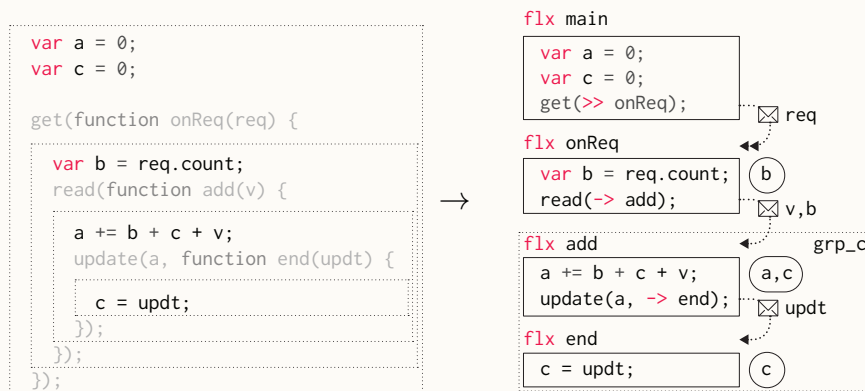 var a = 0;
var c = 0;
get(function onReq(req) {
var b = req.count;
read(function add(v) {
a += b + c + v;
update(a, function end(updt) {
c = updt;
});
});
});
→
flx main
var a = 0;
var c = 0;
get(>> onReq);
req
flx onReq
var b = req.count;
read(-> add);
b
v,b
flx add
grp_c
a += b + c + v;
update(a, -> end);
a,c
updt
flx end
c = updt;
c